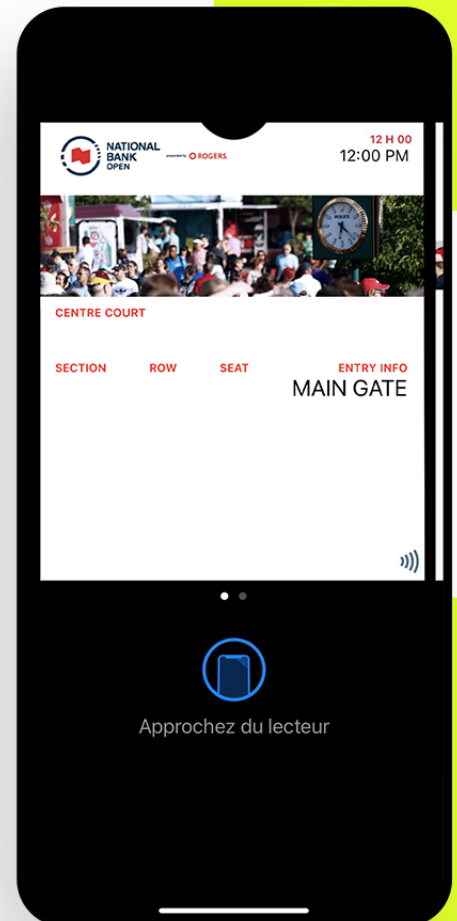 NATIONAL
BANK
OPEN
presented by ROGERS
12 H 00
12:00 PM
ROLEX
CENTRE COURT
SECTION ROW SEAT ENTRY INFO
MAIN GATE
Approchez du lecteur